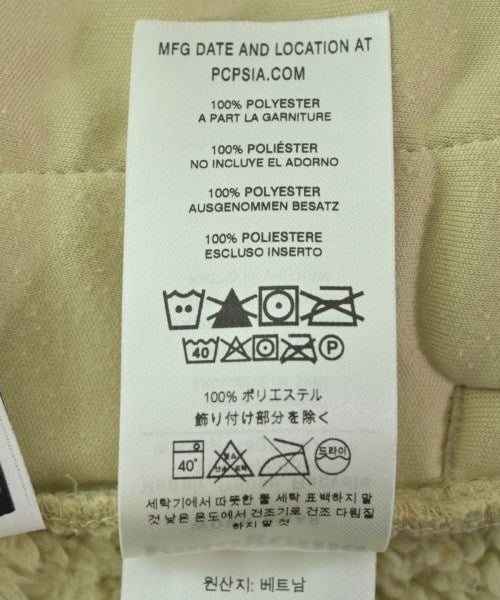 MFG DATE AND LOCATION AT
PCPSIA.COM
100% POLYESTER
A PART LA GARNITURE
100% POLIÉSTER
NO INCLUYE EL ADORNO
100% POLYESTER
AUSGENOMMEN BESATZ
100% POLIESTERE
ESCLUSO INSERTO
40 P
100% ポリエステル
飾り付け部分を除く
40° 염소 표백 드라이
세탁기에서 따뜻한 물 세탁 표백하지 말
것 낮은 온도에서 건조기로 건조 다림질
하지 말 것
원산지: 베트남